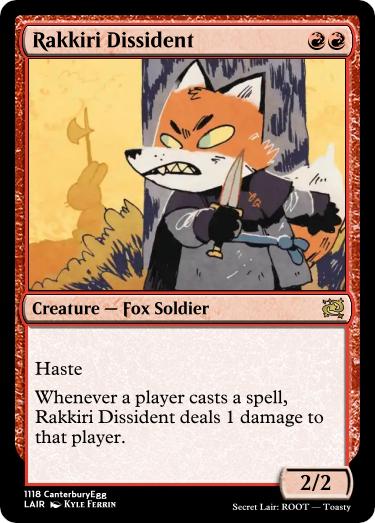 Rakkiri Dissident
Creature — Fox Soldier
Haste
Whenever a player casts a spell,
Rakkiri Dissident deals 1 damage to
that player.
2/2
1118 CanterburyEgg
LAIR Kyle Ferrin
Secret Lair: ROOT — Toasty